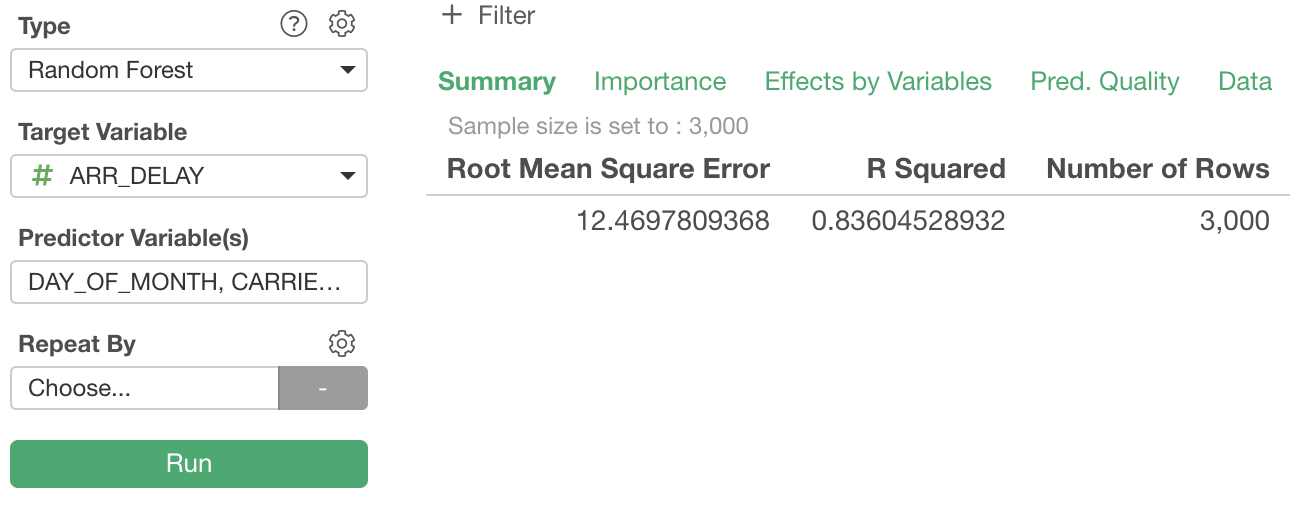 Type
Random Forest
Target Variable
# ARR_DELAY
Predictor Variable(s)
DAY_OF_MONTH, CARRIE...
Repeat By
Choose...
-
Run
+ Filter
Summary Importance Effects by Variables Pred. Quality Data
Sample size is set to : 3,000
Root Mean Square Error R Squared Number of Rows
12.4697809368 0.83604528932 3,000